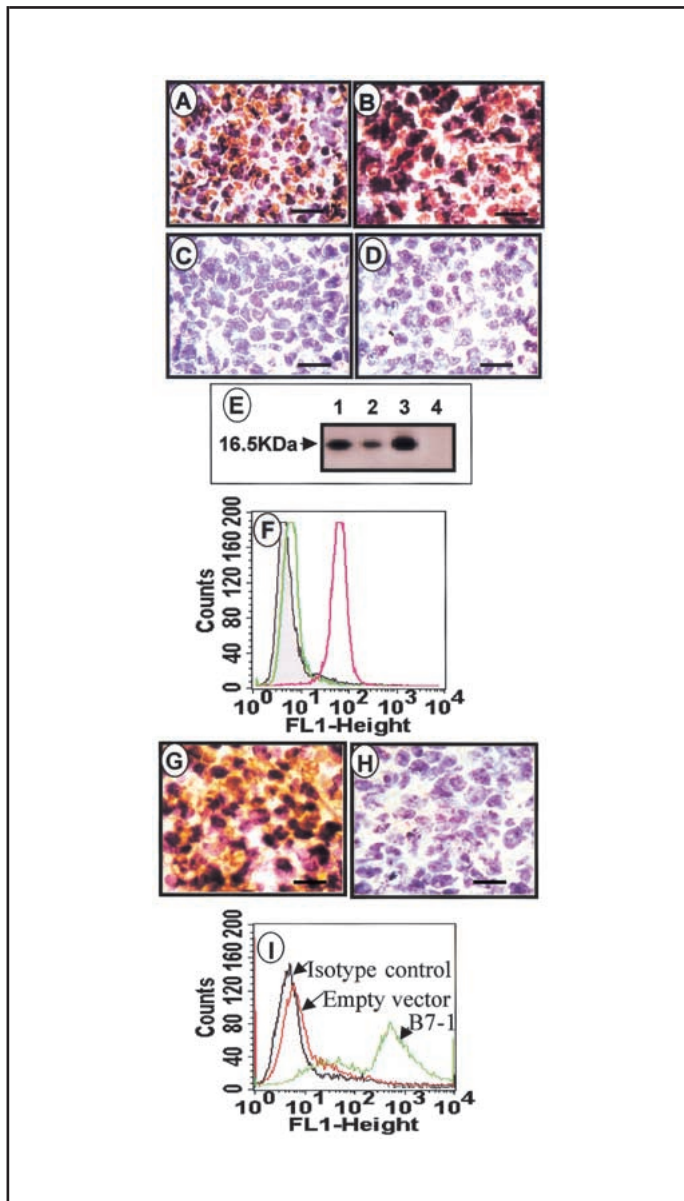 A
B
C
D
E
1 2 3 4
16.5KDa
F
200
160
120
80
40
0
Counts
10^0 10^1 10^2 10^3 10^4
FL1-Height
G
H
I
200
160
120
80
40
0
Counts
Isotype control
Empty vector
B7-1
10^0 10^1 10^2 10^3 10^4
FL1-Height